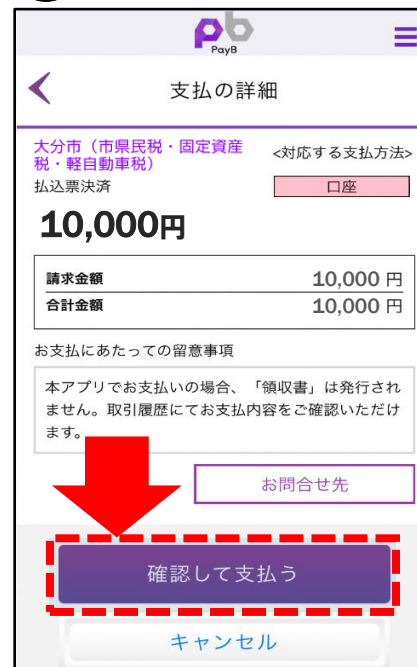 pb
PayB
支払の詳細
大分市（市県民税・固定資産
税・軽自動車税）
<対応する支払方法>
払込票決済
口座
10,000円
請求金額 10,000 円
合計金額 10,000 円
お支払にあたっての留意事項
本アプリでお支払いの場合、「領収書」は発行され
ません。取引履歴にてお支払内容をご確認いただけ
ます。
お問合せ先
確認して支払う
キャンセル